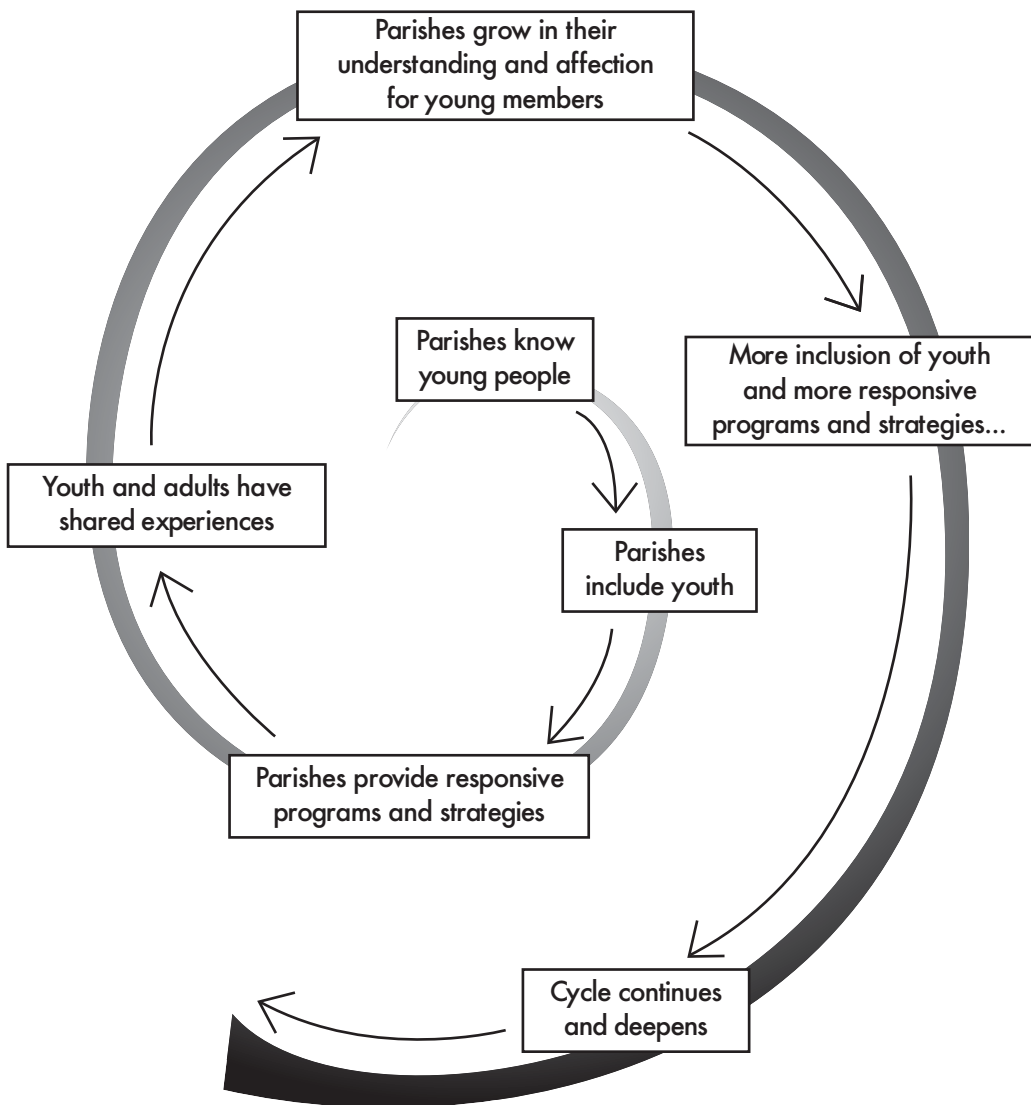 Parishes grow in their
understanding and affection
for young members
Parishes know
young people
More inclusion of youth
and more responsive
programs and strategies...
Youth and adults have
shared experiences
Parishes
include youth
Parishes provide responsive
programs and strategies
Cycle continues
and deepens